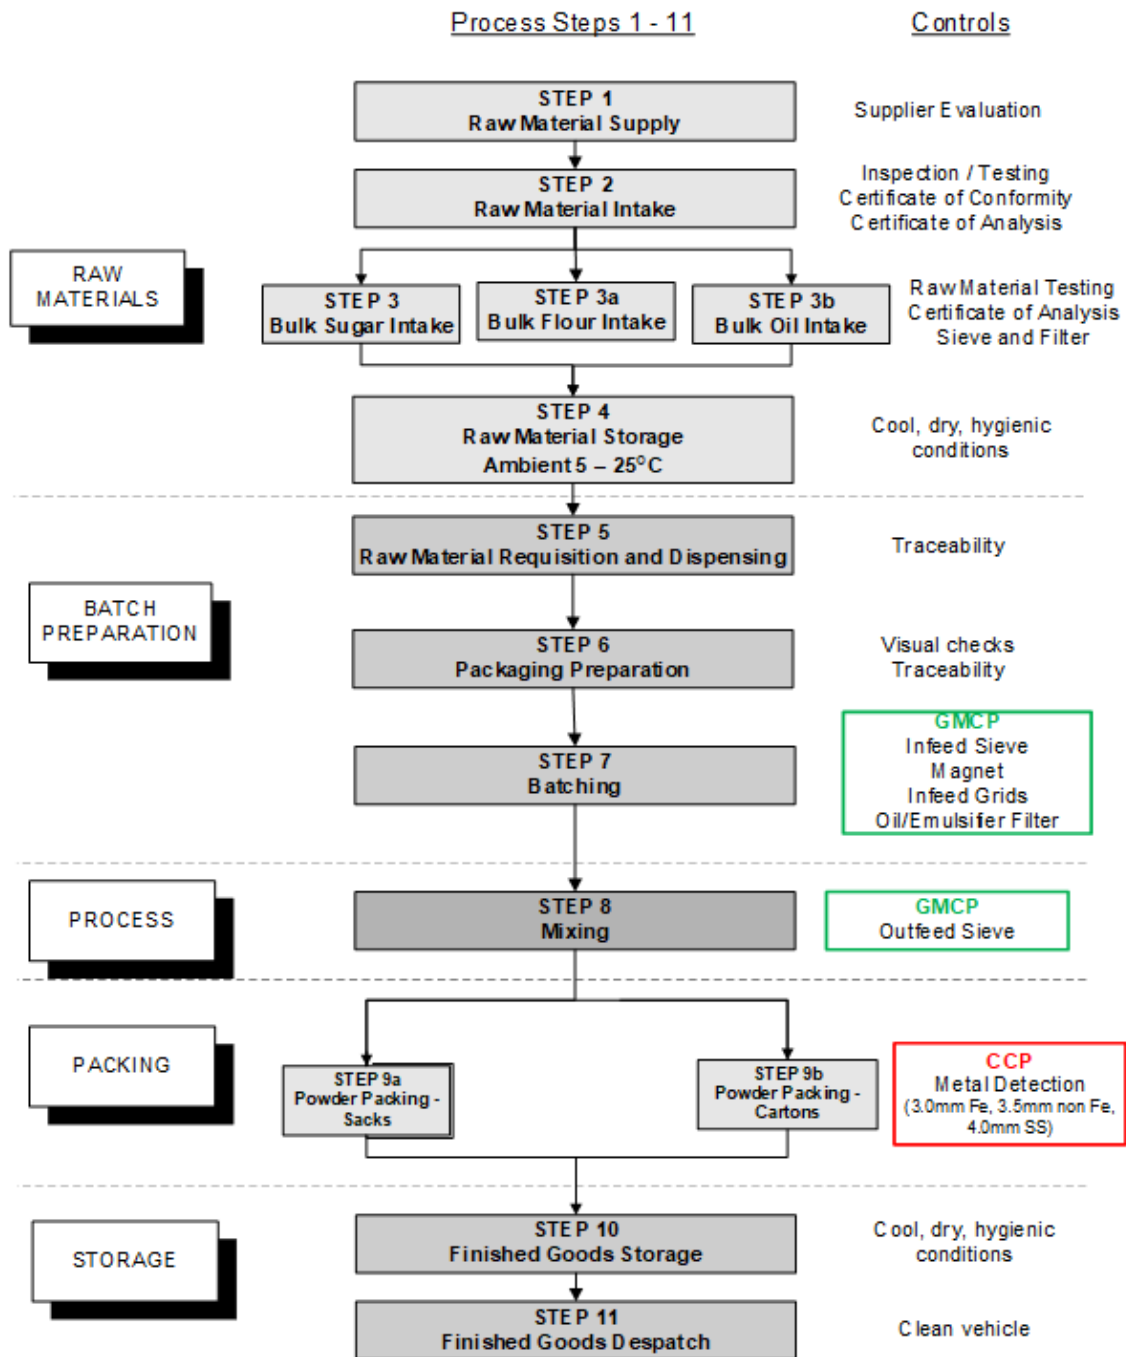 Process Steps 1 - 11
Controls
STEP 1
Raw Material Supply
Supplier Evaluation
STEP 2
Raw Material Intake
Inspection / Testing
Certificate of Conformity
Certificate of Analysis
RAW
MATERIALS
STEP 3
Bulk Sugar Intake
STEP 3a
Bulk Flour Intake
STEP 3b
Bulk Oil Intake
Raw Material Testing
Certificate of Analysis
Sieve and Filter
STEP 4
Raw Material Storage
Ambient 5 – 25°C
Cool, dry, hygienic
conditions
STEP 5
Raw Material Requisition and Dispensing
Traceability
BATCH
PREPARATION
STEP 6
Packaging Preparation
Visual checks
Traceability
STEP 7
Batching
GMCP
Infeed Sieve
Magnet
Infeed Grids
Oil/Emulsifier Filter
PROCESS
STEP 8
Mixing
GMCP
Outfeed Sieve
PACKING
STEP 9a
Powder Packing -
Sacks
STEP 9b
Powder Packing -
Cartons
CCP
Metal Detection
(3.0mm Fe, 3.5mm non Fe,
4.0mm SS)
STORAGE
STEP 10
Finished Goods Storage
Cool, dry, hygienic
conditions
STEP 11
Finished Goods Despatch
Clean vehicle